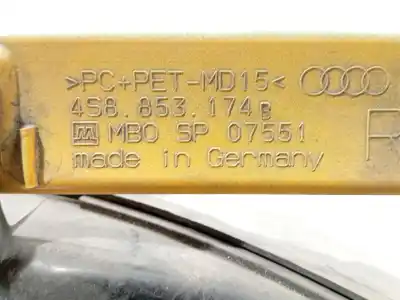 >PC+PET-MD15<
4S8.853.174B
MBO SP 07551
made in Germany
R